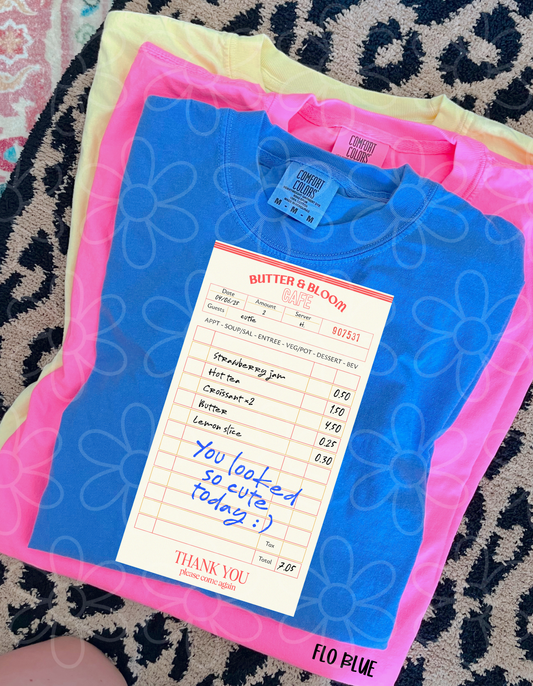 COMFORT
COLORS
COMFORT
COLORS
M - M - M
BUTTER & BLOOM
CAFE
Date
04/06/25
Amount
2
Server
H
907537
Guests
cutie
APPT - SOUP/SAL - ENTREE - VEG/POT - DESSERT - BEV
Strawberry jam 0.50
Hot tea 1.50
Croissant x2 4.50
Butter 0.25
Lemon slice 0.30
You looked
so cute
today :)
Tax
Total 7.05
THANK YOU
please come again
FLO BLUE